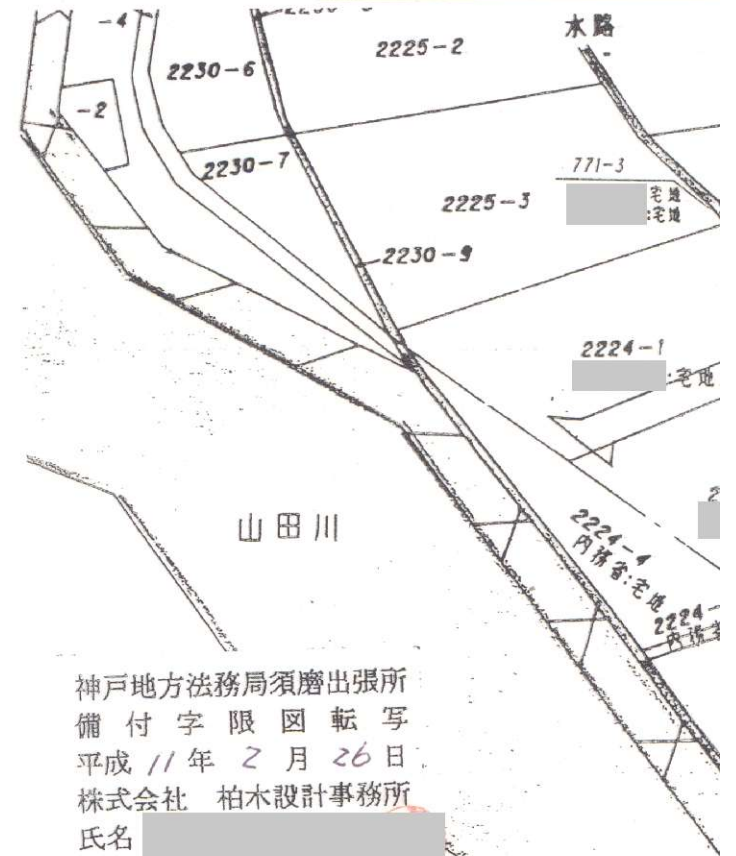 -4
水路
2225-2
2230-6
-2
2230-7
771-3
宅地
:宅地
2225-3
2230-9
2224-1
:宅地
山田川
2224-4
内務省:宅地
2224-
内務省
神戸地方法務局須磨出張所
備付字限図転写
平成11年2月26日
株式会社 柏木設計事務所
氏名